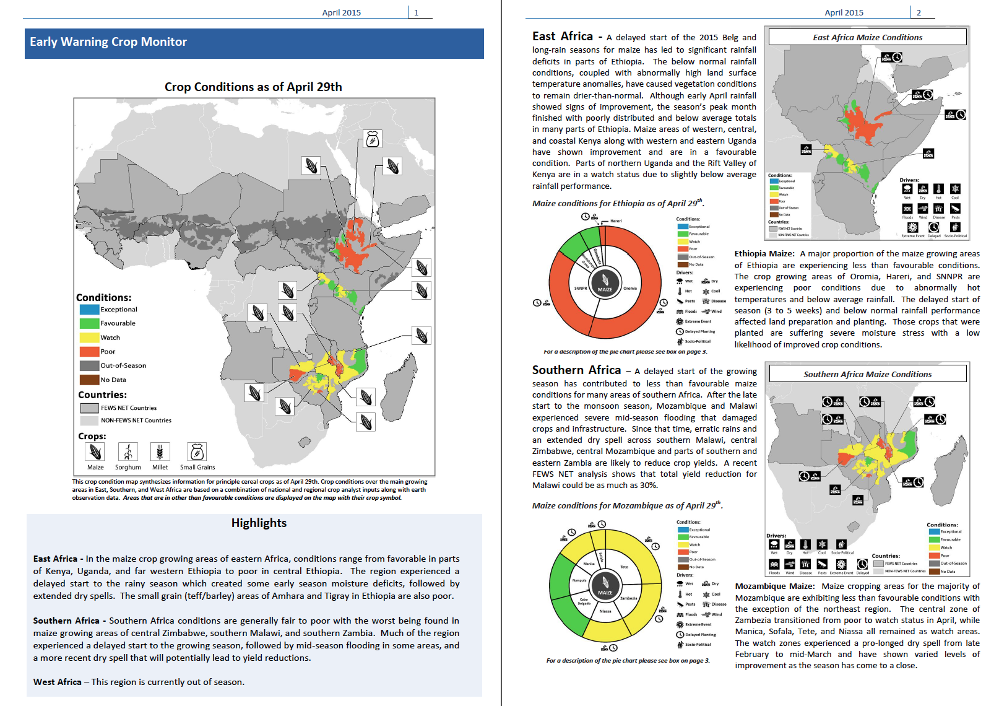 April 2015
1
Early Warning Crop Monitor
Crop Conditions as of April 29th
Conditions:
Exceptional
Favourable
Watch
Poor
Out-of-Season
No Data
Countries:
FEWS NET Countries
NON-FEWS NET Countries
Crops:
Maize
Sorghum
Millet
Small Grains
This crop condition map synthesizes information for principle cereal crops as of April 29th. Crop conditions over the main growing
areas in East, Southern, and West Africa are based on a combination of national and regional crop analyst inputs along with earth
observation data. Areas that are in other than favourable conditions are displayed on the map with their crop symbol.
Highlights
East Africa - In the maize crop growing areas of eastern Africa, conditions range from favorable in parts
of Kenya, Uganda, and far western Ethiopia to poor in central Ethiopia. The region experienced a
delayed start to the rainy season which created some early season moisture deficits, followed by
extended dry spells. The small grain (teff/barley) areas of Amhara and Tigray in Ethiopia are also poor.
Southern Africa - Southern Africa conditions are generally fair to poor with the worst being found in
maize growing areas of central Zimbabwe, southern Malawi, and southern Zambia. Much of the region
experienced a delayed start to the growing season, followed by mid-season flooding in some areas, and
a more recent dry spell that will potentially lead to yield reductions.
West Africa – This region is currently out of season.
April 2015
2
East Africa - A delayed start of the 2015 Belg and
long-rain seasons for maize has led to significant rainfall
deficits in parts of Ethiopia. The below normal rainfall
conditions, coupled with abnormally high land surface
temperature anomalies, have caused vegetation conditions
to remain drier-than-normal. Although early April rainfall
showed signs of improvement, the season's peak month
finished with poorly distributed and below average totals
in many parts of Ethiopia. Maize areas of western, central,
and coastal Kenya along with western and eastern Uganda
have shown improvement and are in a favourable
condition. Parts of northern Uganda and the Rift Valley of
Kenya are in a watch status due to slightly below average
rainfall performance.
East Africa Maize Conditions
Conditions:
Exceptional
Favourable
Watch
Poor
Out-of-Season
No Data
Countries:
FEWS NET Countries
NON-FEWS NET Countries
Drivers:
Wet
Dry
Hot
Cool
Floods
Wind
Disease
Pests
Extreme Event
Delayed
Socio-Political
Maize conditions for Ethiopia as of April 29th.
Hareri
Gambela
SNNPR
Oromia
MAIZE
Conditions:
Exceptional
Favourable
Watch
Poor
Out-of-Season
No Data
Drivers:
Wet
Dry
Hot
Cool
Pests
Disease
Floods
Wind
Extreme Event
Delayed Planting
Socio-Political
For a description of the pie chart please see box on page 3.
Ethiopia Maize: A major proportion of the maize growing areas
of Ethiopia are experiencing less than favourable conditions.
The crop growing areas of Oromia, Hareri, and SNNPR are
experiencing poor conditions due to abnormally hot
temperatures and below average rainfall. The delayed start of
season (3 to 5 weeks) and below normal rainfall performance
affected land preparation and planting. Those crops that were
planted are suffering severe moisture stress with a low
likelihood of improved crop conditions.
Southern Africa – A delayed start of the growing
season has contributed to less than favourable maize
conditions for many areas of southern Africa. After the late
start to the monsoon season, Mozambique and Malawi
experienced severe mid-season flooding that damaged
crops and infrastructure. Since that time, erratic rains and
an extended dry spell across southern Malawi, central
Zimbabwe, central Mozambique and parts of southern and
eastern Zambia are likely to reduce crop yields. A recent
FEWS NET analysis shows that total yield reduction for
Malawi could be as much as 30%.
Southern Africa Maize Conditions
Drivers:
Wet
Dry
Hot
Cool
Socio-Political
Floods
Wind
Disease
Pests
Extreme Event
Delayed
Countries:
FEWS NET Countries
NON-FEWS NET Countries
Conditions:
Exceptional
Favourable
Watch
Poor
Out-of-Season
No Data
Maize conditions for Mozambique as of April 29th.
Sofala
Manica
Tete
Nampula
Cabo
Delgado
Zambezia
Niassa
MAIZE
Conditions:
Exceptional
Favourable
Watch
Poor
Out-of-Season
No Data
Drivers:
Wet
Dry
Hot
Cool
Pests
Disease
Floods
Wind
Extreme Event
Delayed Planting
Socio-Political
For a description of the pie chart please see box on page 3.
Mozambique Maize: Maize cropping areas for the majority of
Mozambique are exhibiting less than favourable conditions with
the exception of the northeast region. The central zone of
Zambezia transitioned from poor to watch status in April, while
Manica, Sofala, Tete, and Niassa all remained as watch areas.
The watch zones experienced a pro-longed dry spell from late
February to mid-March and have shown varied levels of
improvement as the season has come to a close.